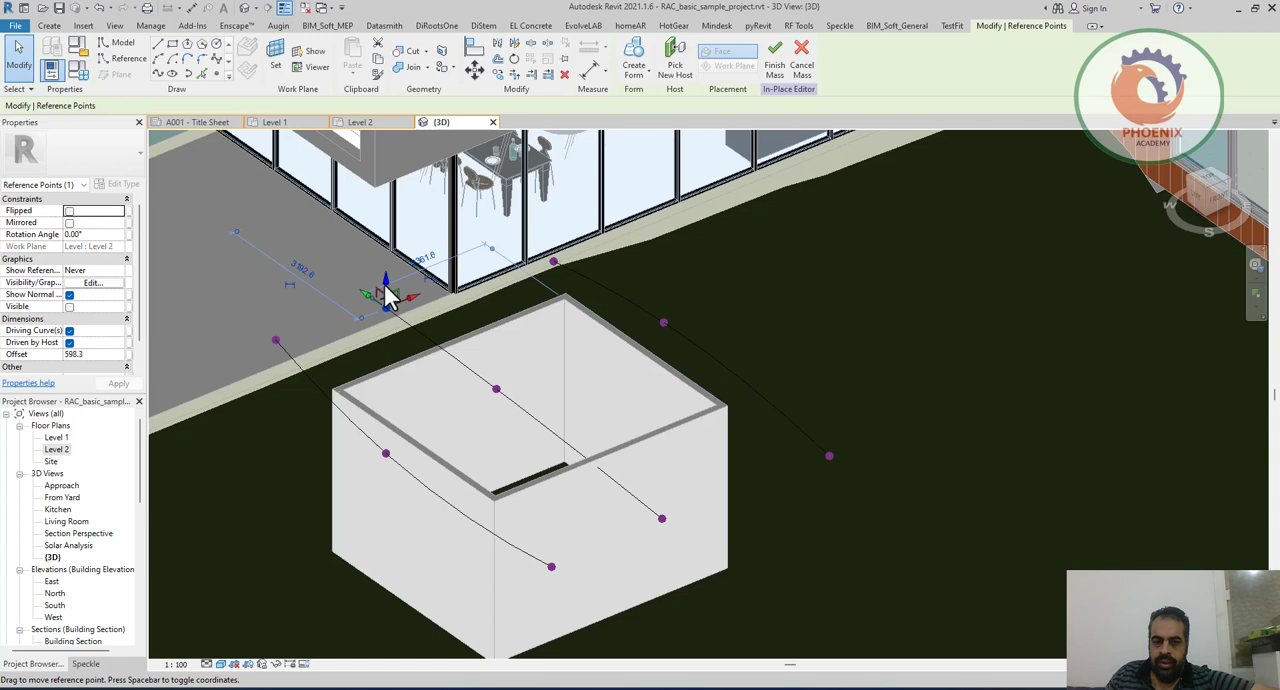 Autodesk Revit 2021.1.6 - RAC_basic_sample_project.rvt - 3D View: {3D}
Sign In
File
Create
Insert
View
Manage
Add-Ins
Enscape™
BIM_Soft_MEP
Datasmith
DiRootsOne
DiStem
EL Concrete
EvolveLAB
homeAR
HotGear
Mindesk
pyRevit
RF Tools
Speckle
BIM_Soft_General
TestFit
Modify | Reference Points
Modify
Model
Reference
Plane
Set
Show
Viewer
Paste
Cut
Join
Create Form
Pick New Host
Face
Work Plane
Finish Mass
Cancel Mass
Select
Properties
Draw
Work Plane
Clipboard
Geometry
Modify
Measure
Form
Host
Placement
In-Place Editor
Modify | Reference Points
Properties
A001 - Title Sheet
Level 1
Level 2
{3D}
PHOENIX
ACADEMY
R
Reference Points (1)
Edit Type
Constraints
Flipped
Mirrored
Rotation Angle 0.00°
Work Plane Level : Level 2
Graphics
Show Referen... Never
Visibility/Grap... Edit...
Show Normal ...
Visible
Dimensions
Driving Curve(s)
Driven by Host
Offset 598.3
Other
Properties help
Apply
3192.6
FRONT
W
S
E
Project Browser - RAC_basic_sampl...
Views (all)
Floor Plans
Level 1
Level 2
Site
3D Views
Approach
From Yard
Kitchen
Living Room
Section Perspective
Solar Analysis
{3D}
Elevations (Building Elevation
East
North
South
West
Sections (Building Section)
Building Section
Project Browser...
Speckle
1 : 100
Drag to move reference point. Press Spacebar to toggle coordinates.